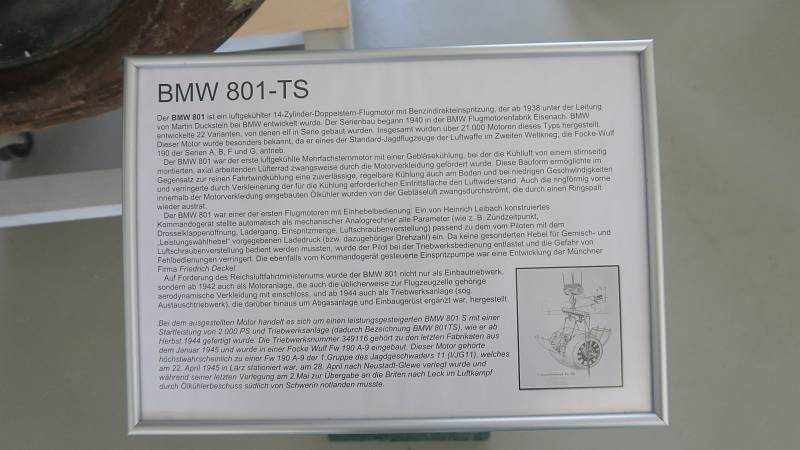 BMW 801-TS
Der BMW 801 ist ein luftgekühlter 14-Zylinder-Doppelstern-Flugmotor mit Benzindirekteinspritzung, der ab 1938 unter der Leitung
von Martin Duckstein bei BMW entwickelt wurde. Der Serienbau begann 1940 in der BMW Flugmotorenfabrik Eisenach. BMW
entwickelte 22 Varianten, von denen elf in Serie gebaut wurden. Insgesamt wurden über 21.000 Motoren dieses Typs hergestellt.
Dieser Motor wurde besonders bekannt, da er eines der Standard-Jagdflugzeuge der Luftwaffe im Zweiten Weltkrieg, die Focke-Wulf
190 der Serien A, B, F und G, antrieb.
Der BMW 801 war der erste luftgekühlte Mehrfachsternmotor mit einer Gebläsekühlung, bei der die Kühlluft von einem stirnseitig
montierten, axial arbeitenden Lüfterrad zwangsweise durch die Motorverkleidung gefördert wurde. Diese Bauform ermöglichte im
Gegensatz zur reinen Fahrtwindkühlung eine zuverlässige, regelbare Kühlung auch am Boden und bei niedrigen Geschwindigkeiten
und verringerte durch Verkleinerung der für die Kühlung erforderlichen Eintrittsfläche den Luftwiderstand. Auch die ringförmig vorne
innerhalb der Motorverkleidung eingebauten Ölkühler wurden von der Gebläseluft zwangsdurchströmt, die durch einen Ringspalt
wieder austrat.
Der BMW 801 war einer der ersten Flugmotoren mit Einhebelbedienung: Ein von Heinrich Leibach konstruiertes
Kommandogerät stellte automatisch als mechanischer Analogrechner alle Parameter (wie z. B. Zündzeitpunkt,
Drosselklappenöffnung, Ladergang, Einspritzmenge, Luftschraubenverstellung) passend zu dem vom Piloten mit dem
„Leistungswählhebel" vorgegebenen Ladedruck (bzw. dazugehöriger Drehzahl) ein. Da keine gesonderten Hebel für Gemisch- und
Luftschraubenverstellung bedient werden mussten, wurde der Pilot bei der Triebwerksbedienung entlastet und die Gefahr von
Fehlbedienungen verringert. Die ebenfalls vom Kommandogerät gesteuerte Einspritzpumpe war eine Entwicklung der Münchner
Firma Friedrich Deckel.
Auf Forderung des Reichsluftfahrtministeriums wurde der BMW 801 nicht nur als Einbautriebwerk,
sondern ab 1942 auch als Motoranlage, die auch die üblicherweise zur Flugzeugzelle gehörige
aerodynamische Verkleidung mit einschloss, und ab 1944 auch als Triebwerksanlage (sog.
Austauschtriebwerk), die darüber hinaus um Abgasanlage und Einbaugerüst ergänzt war, hergestellt.
Bei dem ausgestellten Motor handelt es sich um einen leistungsgesteigerten BMW 801 S mit einer
Startleistung von 2.000 PS und Triebwerksanlage (dadurch Bezeichnung BMW 801TS), wie er ab
Herbst 1944 gefertigt wurde. Die Triebwerksnummer 349116 gehört zu den letzten Fabrikaten aus
dem Januar 1945 und wurde in einer Focke Wulf Fw 190 A-9 eingebaut. Dieser Motor gehörte
höchstwahrscheinlich zu einer Fw 190 A-9 der 1.Gruppe des Jagdgeschwaders 11 (I/JG11), welches
am 22. April 1945 in Lärz stationiert war, am 28. April nach Neustadt-Glewe verlegt wurde und
während seiner letzten Verlegung am 2.Mai zur Übergabe an die Briten nach Leck im Luftkampf
durch Ölkühlerbeschuss südlich von Schwerin notlanden musste.